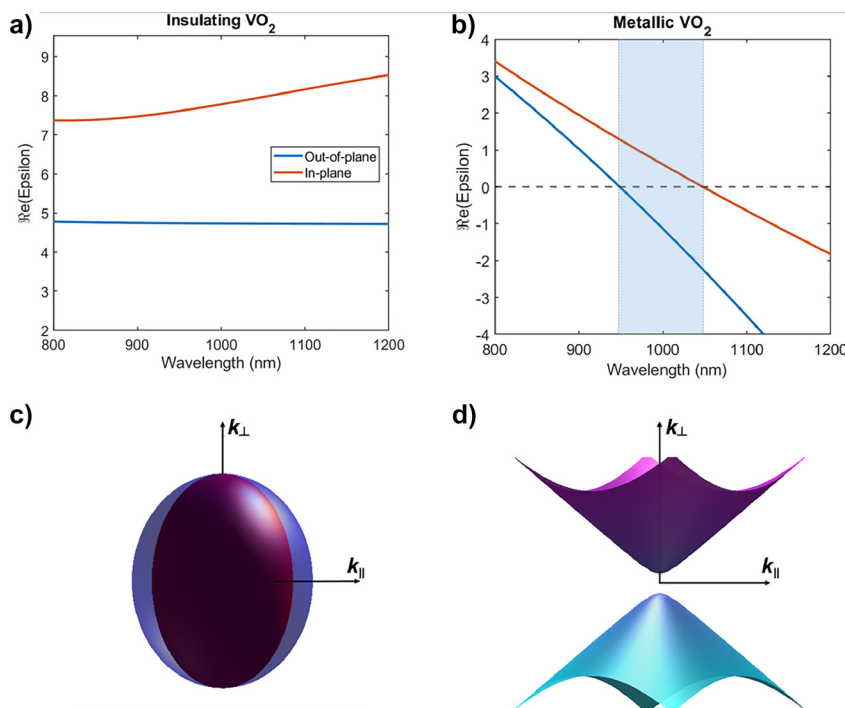 a)
Insulating VO₂
9
8
7
6
5
4
3
2
800
900
1000
1100
1200
ℜe(Epsilon)
Wavelength (nm)
Out-of-plane
In-plane
b)
Metallic VO₂
4
3
2
1
0
-1
-2
-3
-4
800
900
1000
1100
1200
ℜe(Epsilon)
Wavelength (nm)
c)
k⊥
k||
d)
k⊥
k||